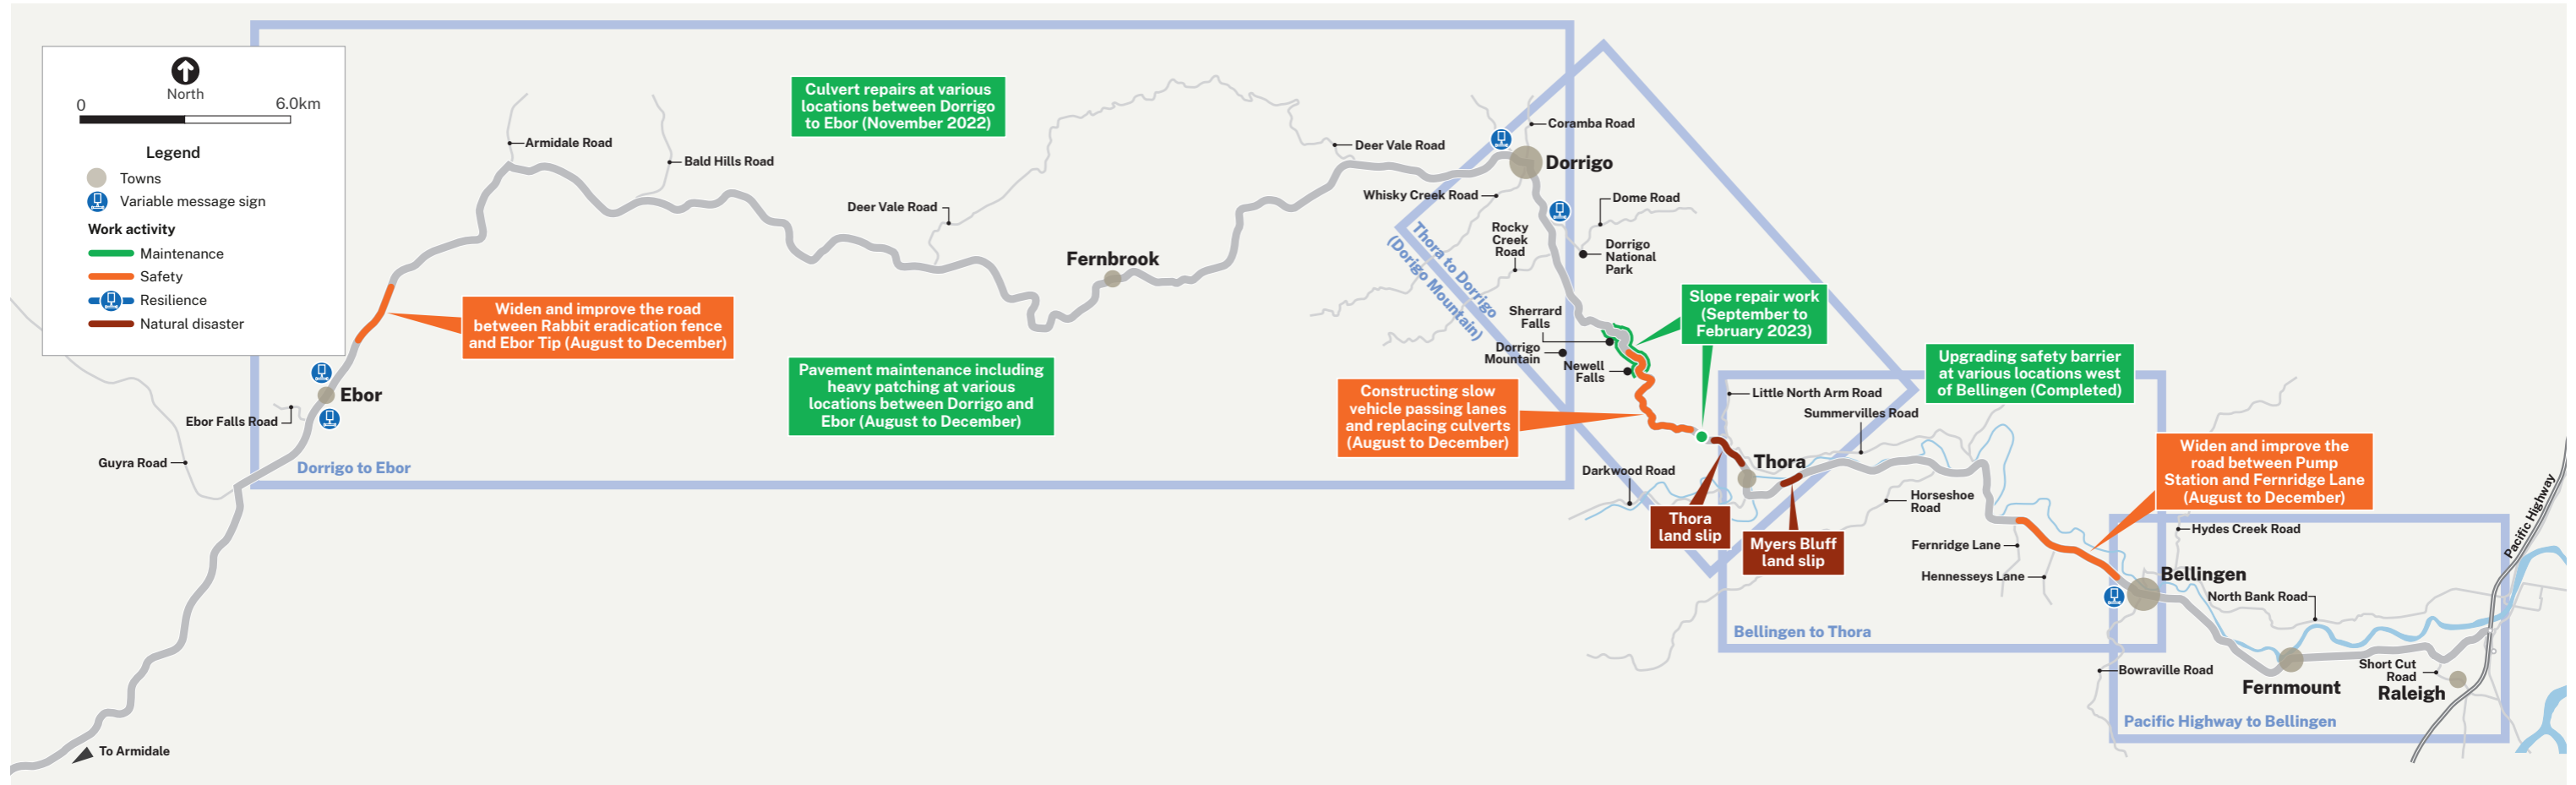 North
0 6.0km
Legend
Towns
Variable message sign
Work activity
Maintenance
Safety
Resilience
Natural disaster
Culvert repairs at various
locations between Dorrigo
to Ebor (November 2022)
Armidale Road
Bald Hills Road
Deer Vale Road
Fernbrook
Deer Vale Road
Coramba Road
Dorrigo
Whisky Creek Road
Dome Road
Rocky
Creek
Road
Dorrigo
National
Park
Thora to Dorrigo
(Dorigo Mountain)
Widen and improve the road
between Rabbit eradication fence
and Ebor Tip (August to December)
Pavement maintenance including
heavy patching at various
locations between Dorrigo and
Ebor (August to December)
Ebor
Ebor Falls Road
Guyra Road
Dorrigo to Ebor
To Armidale
Sherrard
Falls
Dorrigo
Mountain
Newell
Falls
Slope repair work
(September to
February 2023)
Constructing slow
vehicle passing lanes
and replacing culverts
(August to December)
Upgrading safety barrier
at various locations west
of Bellingen (Completed)
Little North Arm Road
Summervilles Road
Darkwood Road
Thora
Thora
land slip
Myers Bluff
land slip
Horseshoe
Road
Fernridge Lane
Hennesseys Lane
Widen and improve the
road between Pump
Station and Fernridge Lane
(August to December)
Hydes Creek Road
Pacific Highway
Bellingen
North Bank Road
Bellingen to Thora
Bowraville Road
Fernmount
Short Cut
Road
Raleigh
Pacific Highway to Bellingen